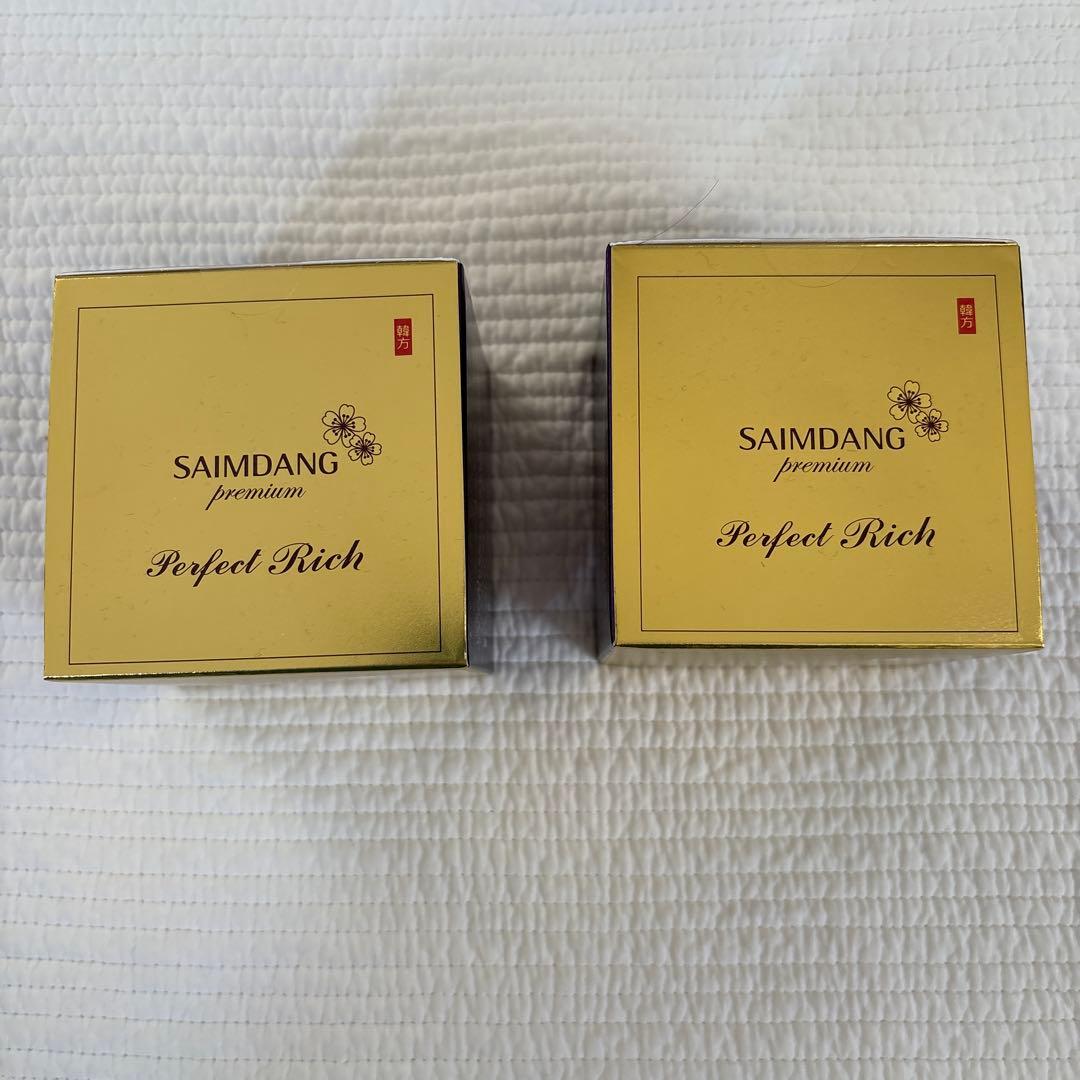 韓方
SAIMDANG
premium
Perfect Rich
韓方
SAIMDANG
premium
Perfect Rich